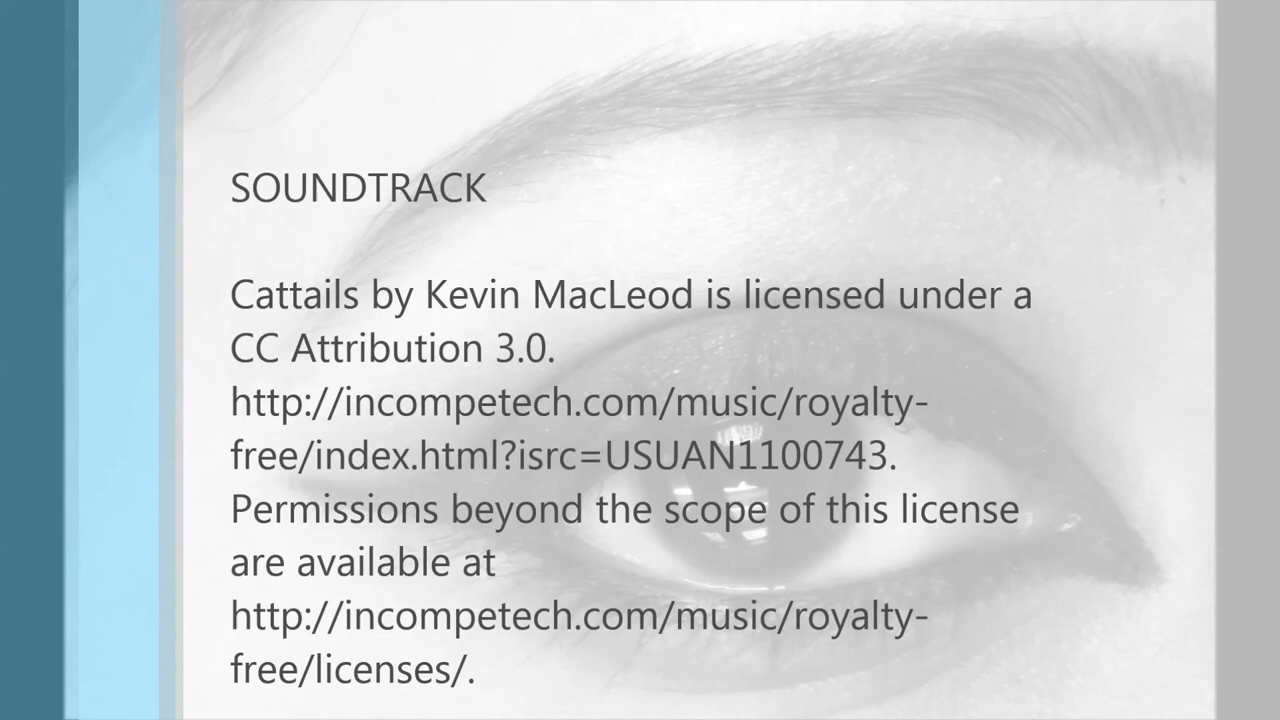 SOUNDTRACK
Cattails by Kevin MacLeod is licensed under a
CC Attribution 3.0.
http://incompetech.com/music/royalty-
free/index.html?isrc=USUAN1100743.
Permissions beyond the scope of this license
are available at
http://incompetech.com/music/royalty-
free/licenses/.